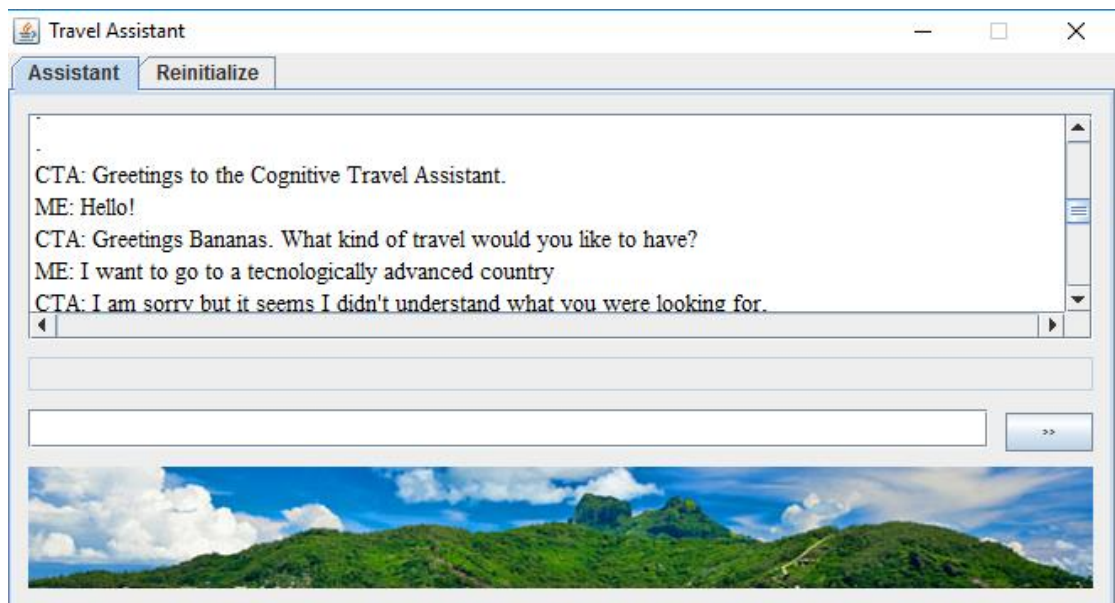 Travel Assistant
Assistant Reinitialize
.
.
CTA: Greetings to the Cognitive Travel Assistant.
ME: Hello!
CTA: Greetings Bananas. What kind of travel would you like to have?
ME: I want to go to a tecnologically advanced country
CTA: I am sorry but it seems I didn't understand what you were looking for.
>>